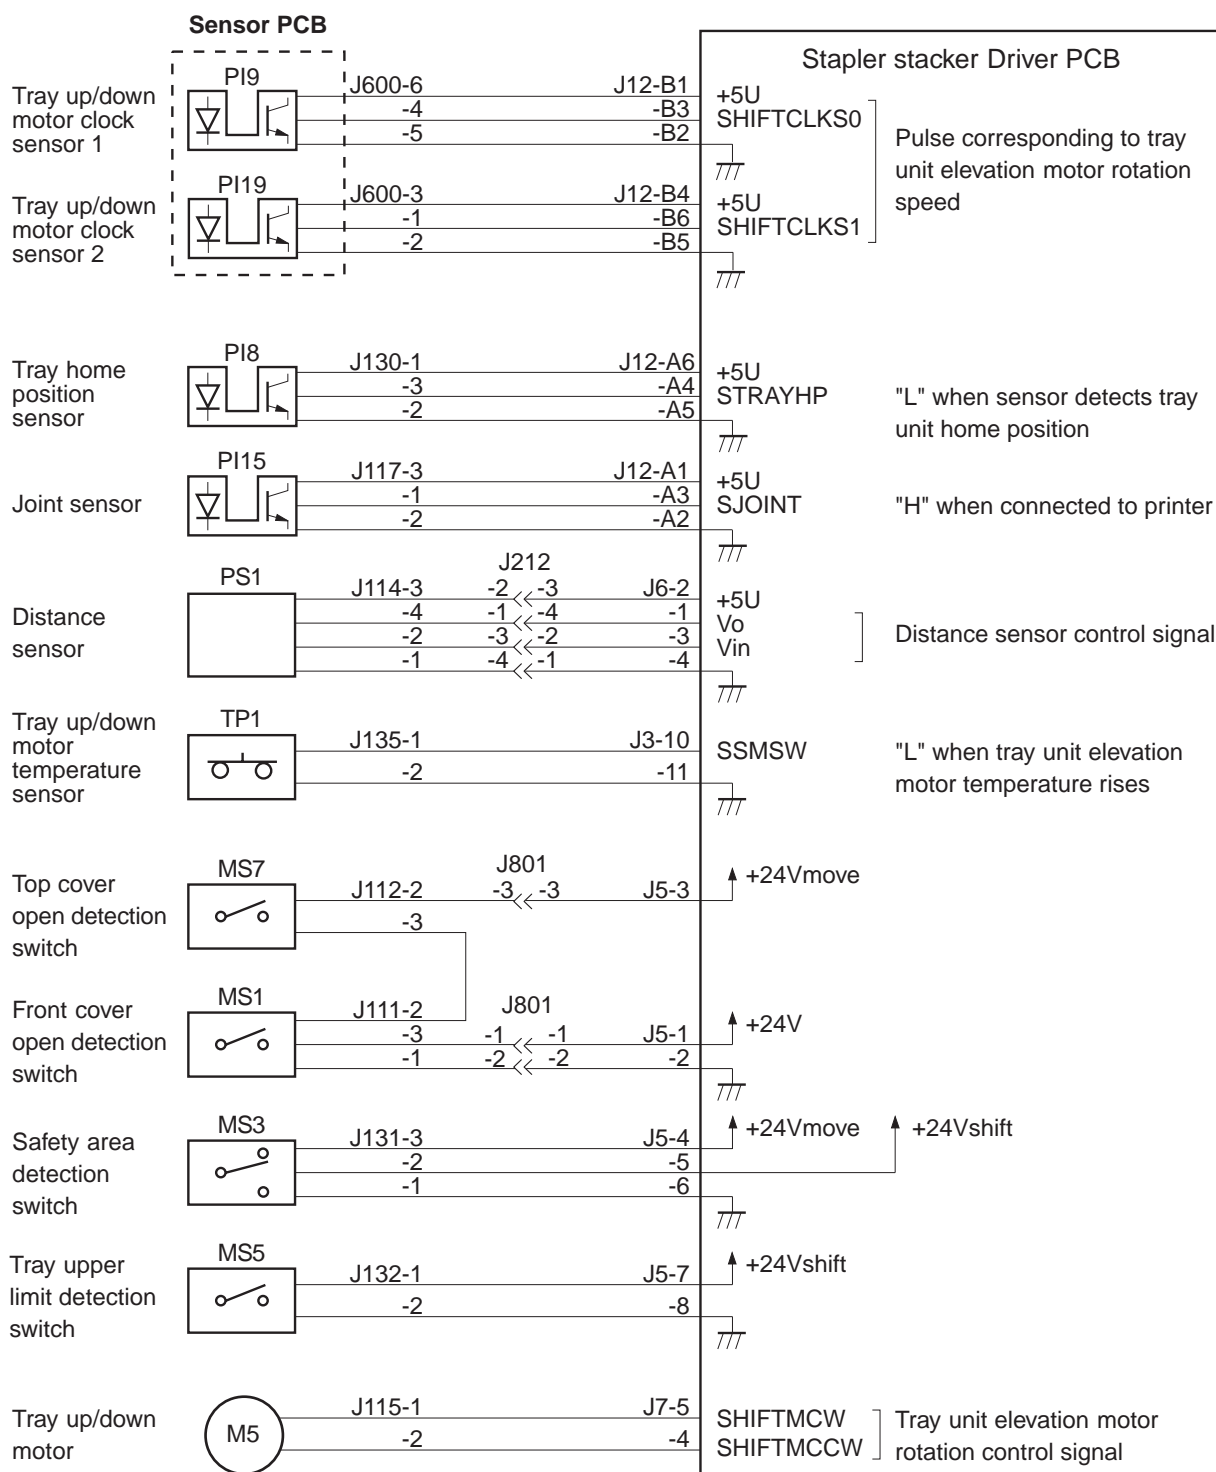 Sensor PCB
Stapler stacker Driver PCB
Tray up/down
motor clock
sensor 1
PI9
J600-6
-4
-5
J12-B1
-B3
-B2
+5U
SHIFTCLKS0
Pulse corresponding to tray
unit elevation motor rotation
speed
Tray up/down
motor clock
sensor 2
PI19
J600-3
-1
-2
J12-B4
-B6
-B5
+5U
SHIFTCLKS1
Tray home
position
sensor
PI8
J130-1
-3
-2
J12-A6
-A4
-A5
+5U
STRAYHP
"L" when sensor detects tray
unit home position
Joint sensor
PI15
J117-3
-1
-2
J12-A1
-A3
-A2
+5U
SJOINT
"H" when connected to printer
Distance
sensor
PS1
J212
J114-3 -2 -3 J6-2
-4 -1 -4 -1
-2 -3 -2 -3
-1 -4 -1 -4
+5U
Vo
Vin
Distance sensor control signal
Tray up/down
motor
temperature
sensor
TP1
J135-1
-2
J3-10
-11
SSMSW
"L" when tray unit elevation
motor temperature rises
Top cover
open detection
switch
MS7
J801
J112-2 -3 -3 J5-3
-3
+24Vmove
Front cover
open detection
switch
MS1
J801
J111-2
-3 -1 -1 J5-1
-1 -2 -2 -2
+24V
Safety area
detection
switch
MS3
J131-3
-2
-1
J5-4
-5
-6
+24Vmove
+24Vshift
Tray upper
limit detection
switch
MS5
J132-1
-2
J5-7
-8
+24Vshift
Tray up/down
motor
M5
J115-1
-2
J7-5
-4
SHIFTMCW
SHIFTMCCW
Tray unit elevation motor
rotation control signal